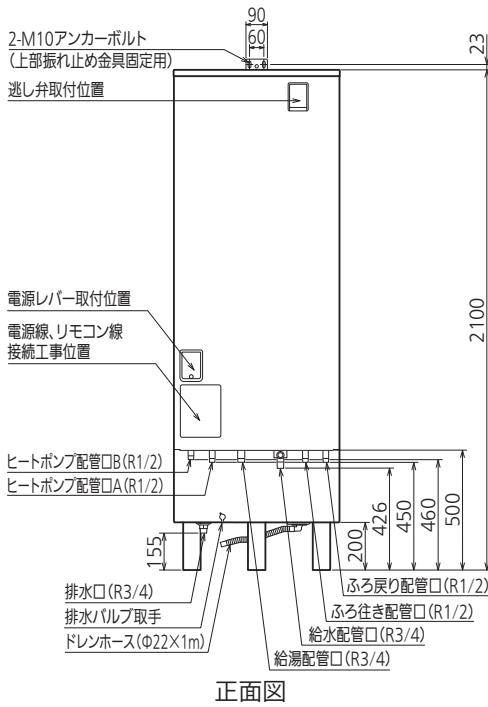 90
60
23
2-M10アンカーボルト
(上部振れ止め金具固定用)
逃し弁取付位置
2100
電源レバー取付位置
電源線、リモコン線
接続工事位置
ヒートポンプ配管口B(R1/2)
ヒートポンプ配管口A(R1/2)
155
200
426
450
460
500
排水口(R3/4)
排水バルブ取手
ドレンホース(Φ22×1m)
ふろ戻り配管口(R1/2)
ふろ往き配管口(R1/2)
給水配管口(R3/4)
給湯配管口(R3/4)
正面図